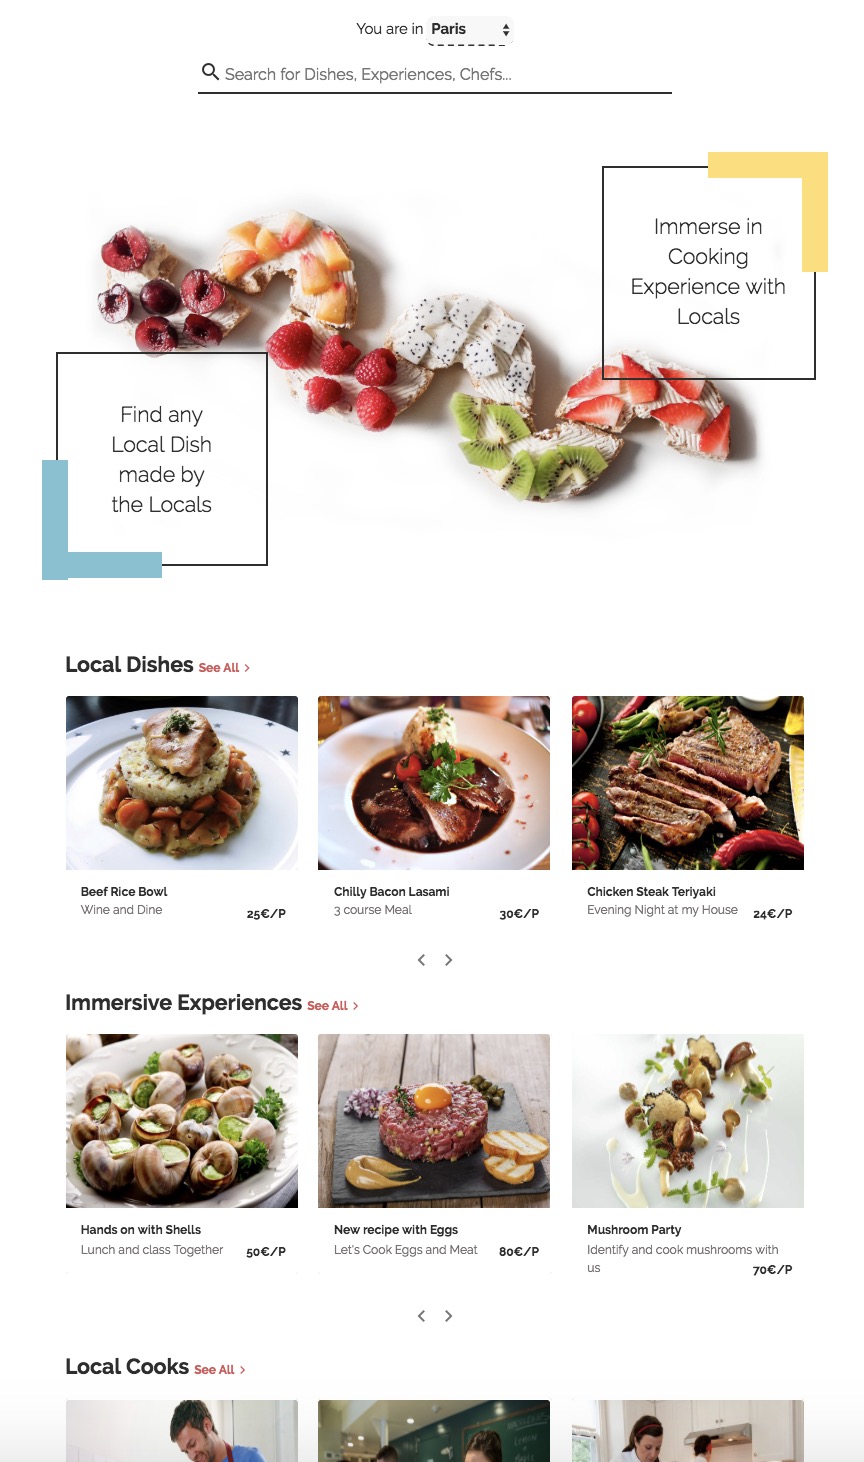 You are in Paris
Search for Dishes, Experiences, Chefs...
Immerse in
Cooking
Experience with
Locals
Find any
Local Dish
made by
the Locals
Local Dishes See All >
Beef Rice Bowl
Wine and Dine
25€/P
Chilly Bacon Lasami
3 course Meal
30€/P
Chicken Steak Teriyaki
Evening Night at my House
24€/P
Immersive Experiences See All >
Hands on with Shells
Lunch and class Together
50€/P
New recipe with Eggs
Let's Cook Eggs and Meat
80€/P
Mushroom Party
Identify and cook mushrooms with
us
70€/P
Local Cooks See All >